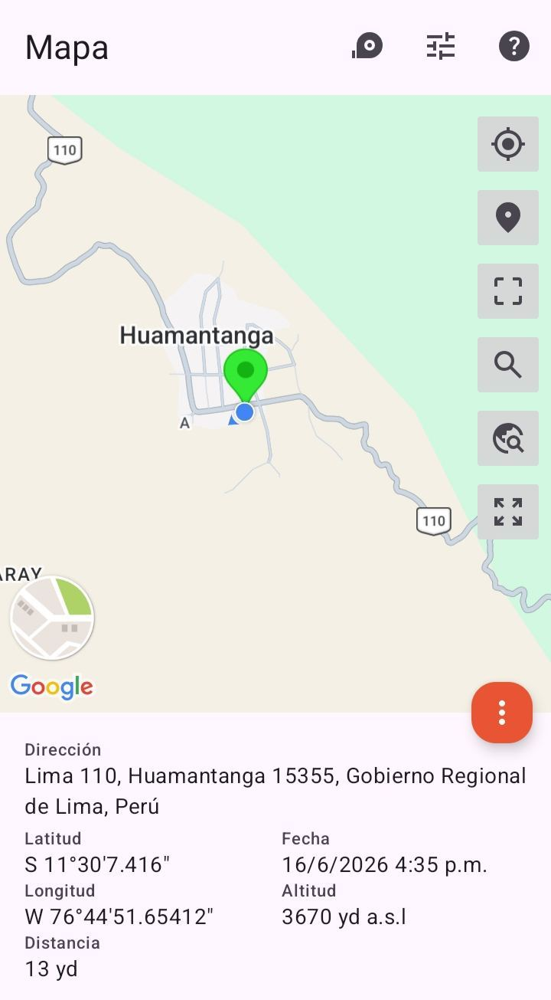 Mapa
110
Huamantanga
A
110
ARAY
Google
Dirección
Lima 110, Huamantanga 15355, Gobierno Regional
de Lima, Perú
Latitud
S 11°30'7.416"
Fecha
16/6/2026 4:35 p.m.
Longitud
W 76°44'51.65412"
Altitud
3670 yd a.s.l
Distancia
13 yd